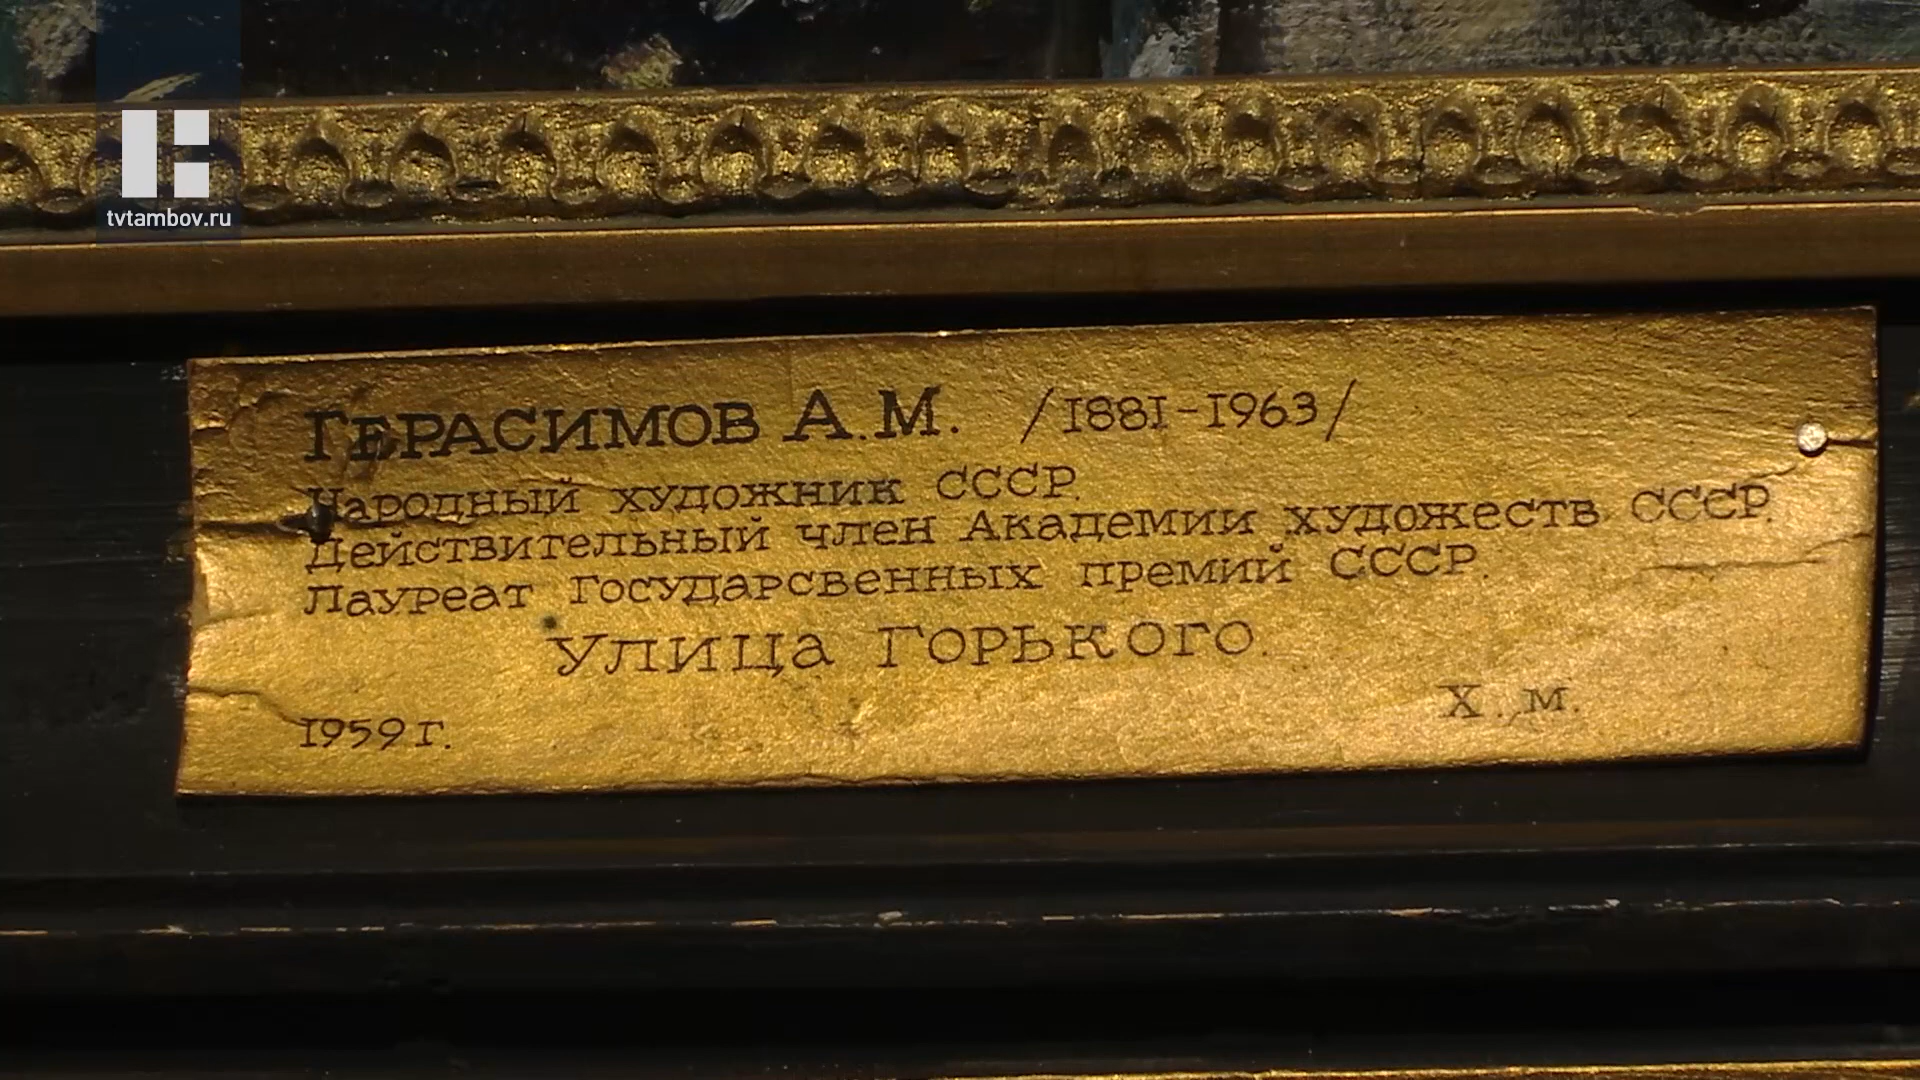 tvtambov.ru
ГЕРАСИМОВ А.М. /1881-1963/
Народный художник СССР.
Действительный член Академии художеств СССР.
Лауреат Государсвенных премий СССР.
УЛИЦА ГОРЬКОГО.
Х.,м.
1959 г.